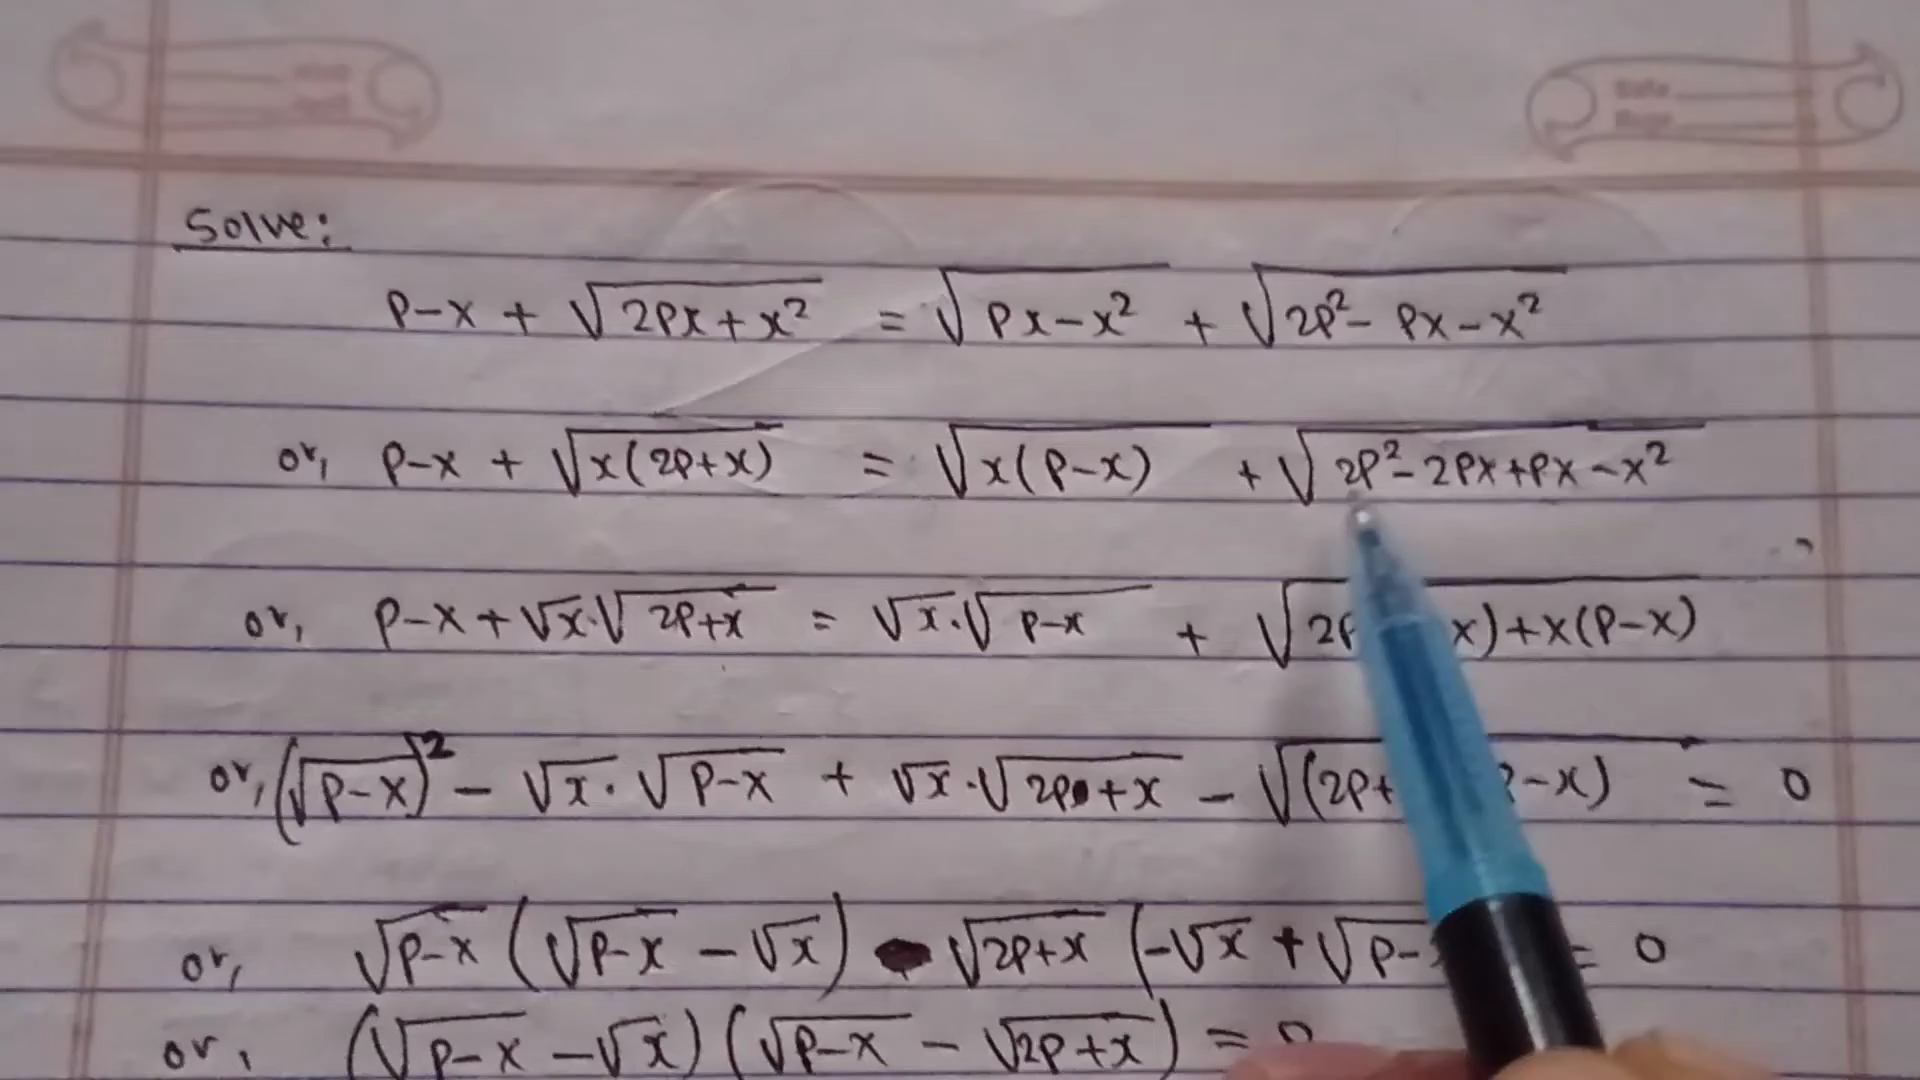 Solve:
P-x + √(2Px+x²) = √(Px-x²) + √(2P²-Px-x²)
or, P-x + √(x(2P+x)) = √(x(P-x)) + √(2P²-2Px+Px-x²)
or, P-x+√x.√(2P+x) = √x.√(P-x) + √(2P x)+x(P-x)
or, (√(P-x))² - √x.√(P-x) + √x.√(2P+x) - √(2P+ P-x) = 0
or, √(P-x) (√(P-x) - √x) √(2P+x) (-√x + √P- = 0
or, (√(P-x) - √x) (√(P-x) - √(2P+x)) = 0